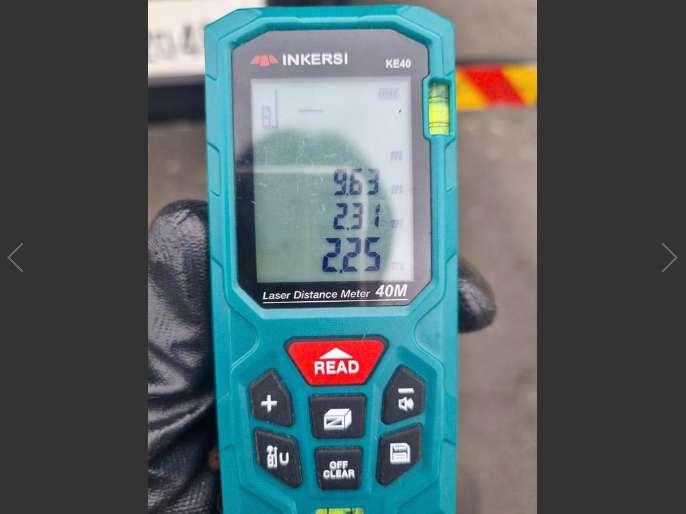 INKERSI KE40
9.63 m
2.31 m
2.25 m
Laser Distance Meter 40M
READ
U
OFF
CLEAR